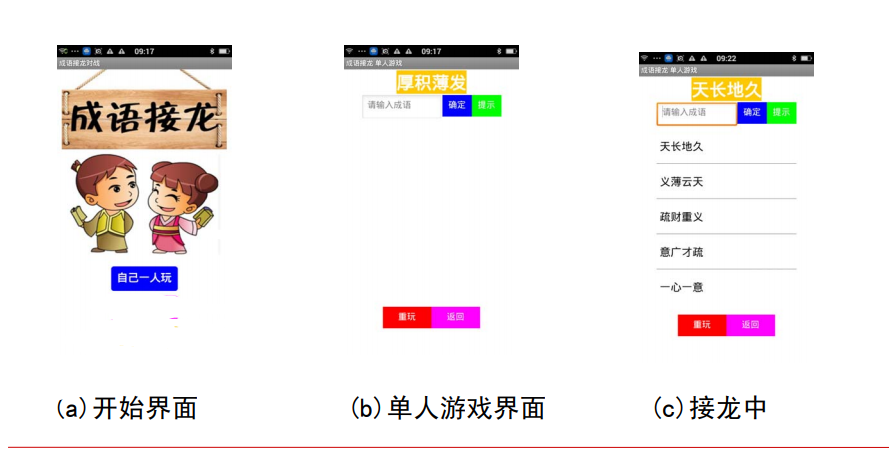 09:17
成语接龙对战
成语接龙
自己一人玩
(a)开始界面
09:17
成语接龙 单人游戏
厚积薄发
请输入成语 确定 提示
重玩 返回
(b)单人游戏界面
09:22
成语接龙 单人游戏
天长地久
请输入成语 确定 提示
天长地久
义薄云天
疏财重义
意广才疏
一心一意
重玩 返回
(c)接龙中